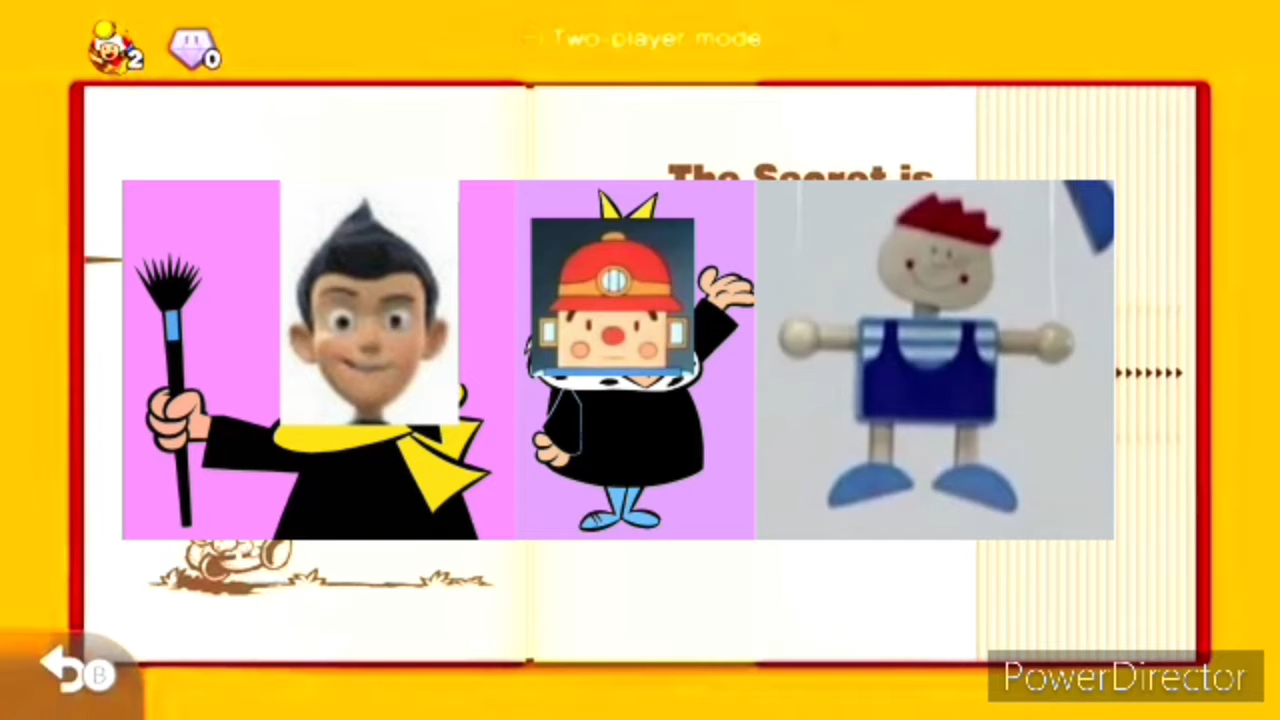 2
0
Two-player mode
The Secret is
B
PowerDirector